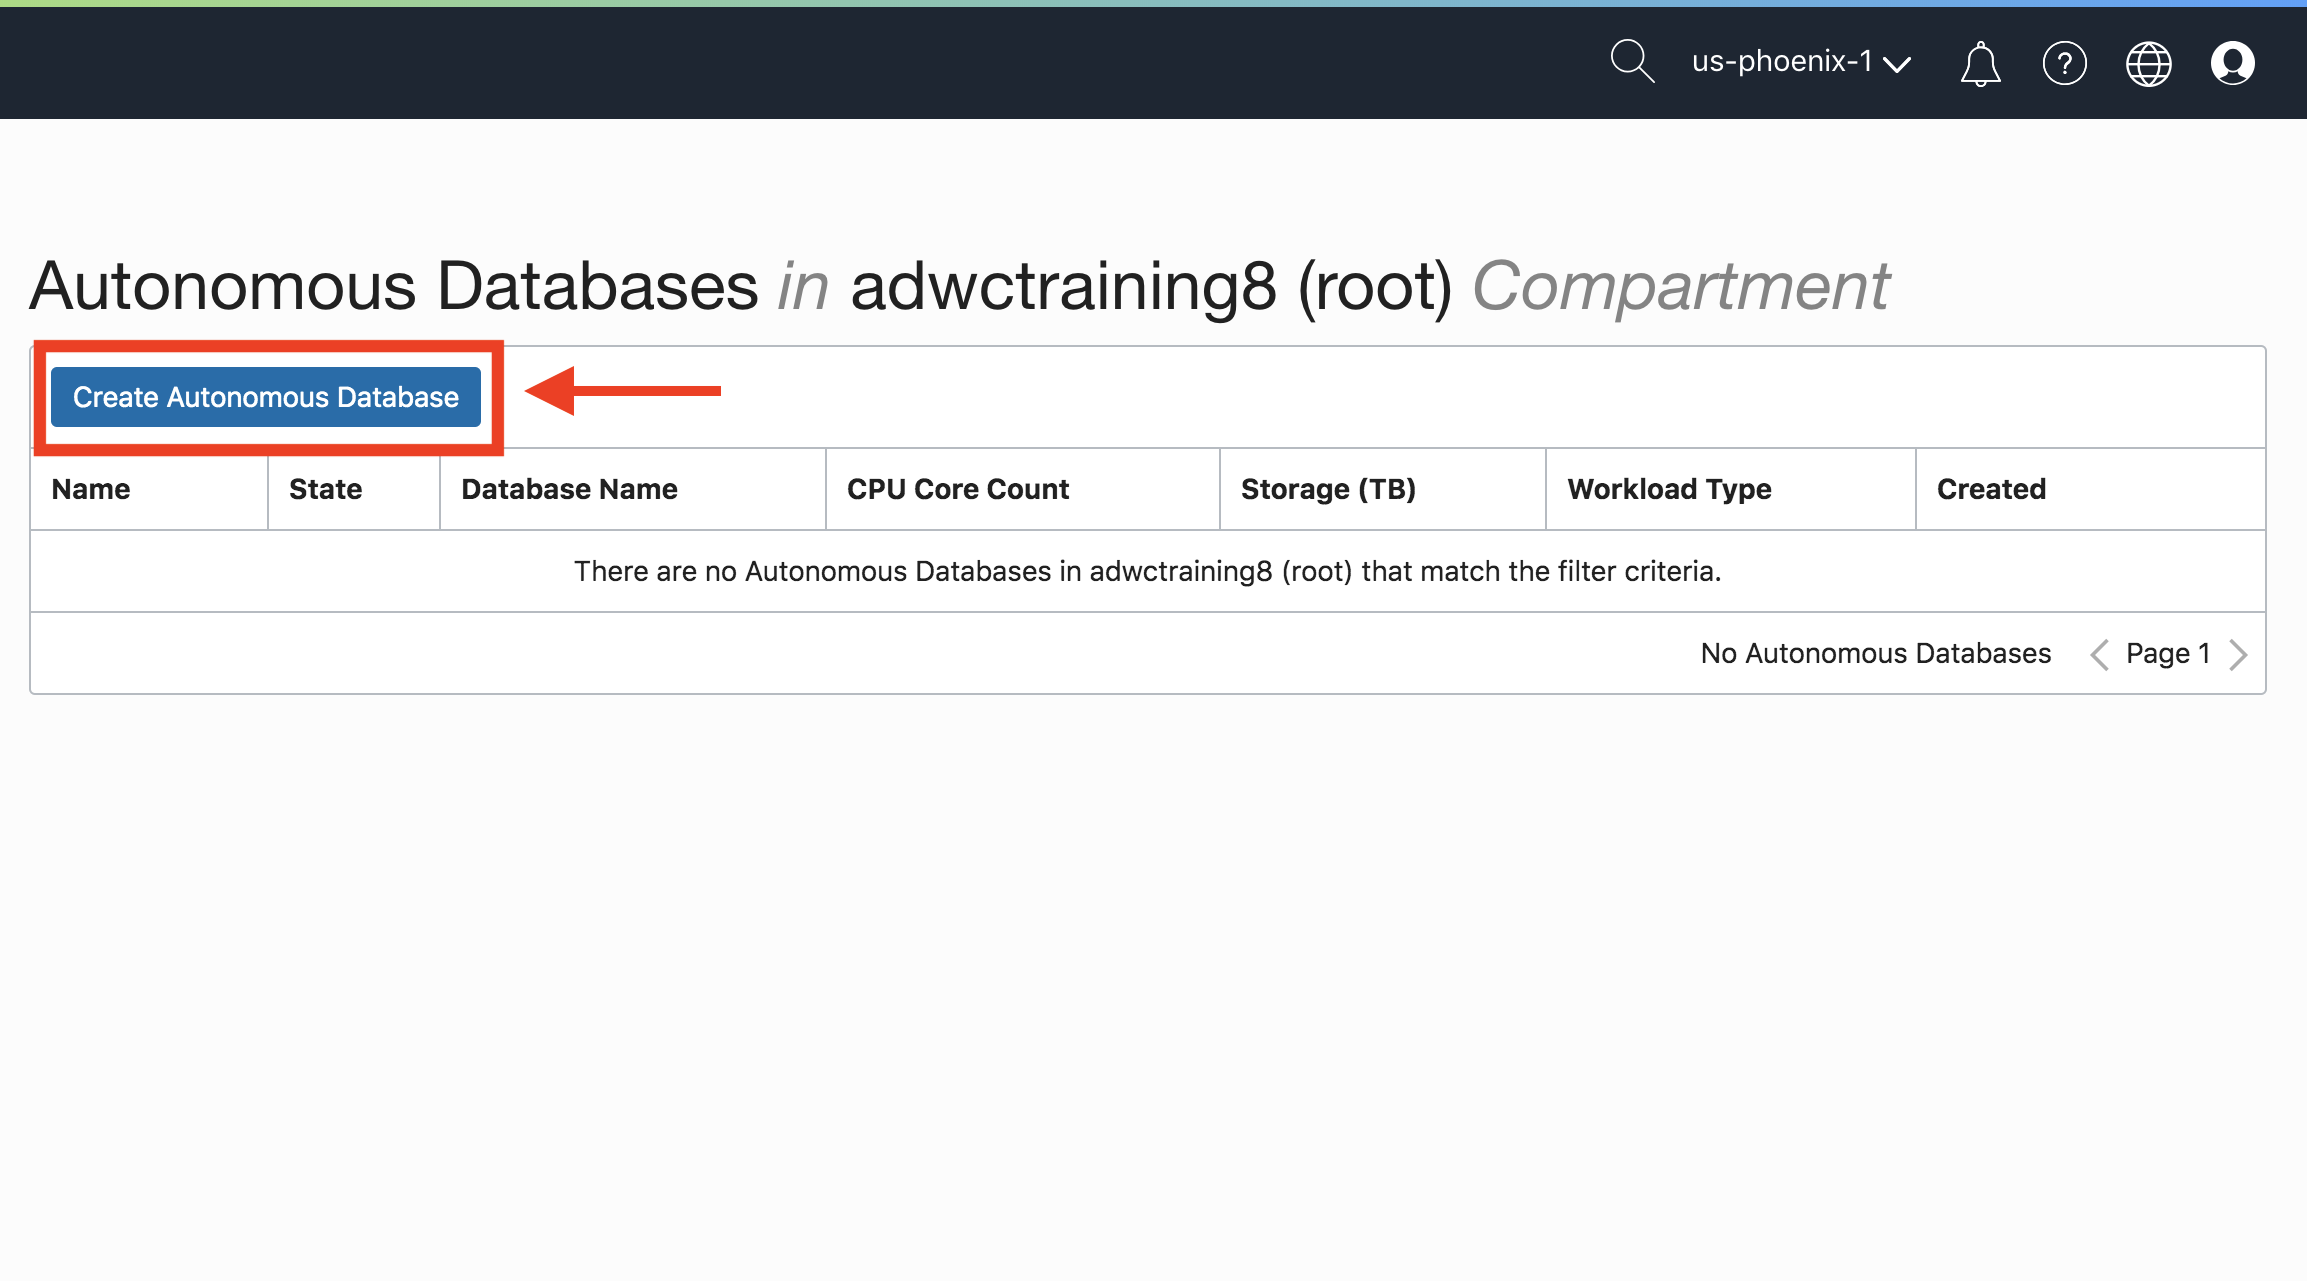 us-phoenix-1
?
Autonomous Databases in adwctraining8 (root) Compartment
Create Autonomous Database
Name State Database Name CPU Core Count Storage (TB) Workload Type Created
There are no Autonomous Databases in adwctraining8 (root) that match the filter criteria.
No Autonomous Databases Page 1